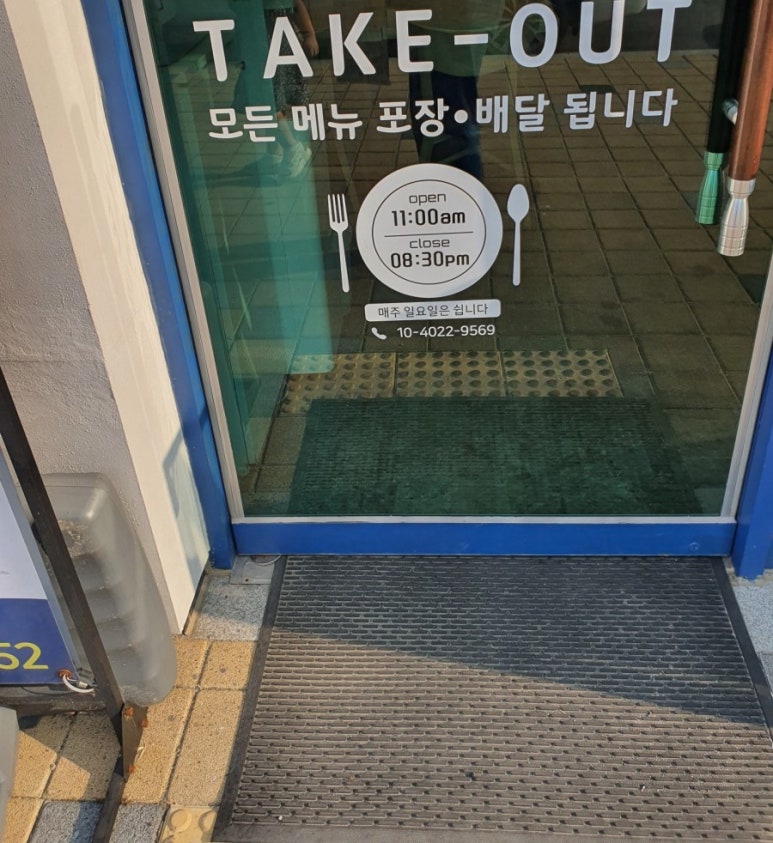 TAKE-OUT
모든 메뉴 포장•배달 됩니다
open
11:00am
close
08:30pm
매주 일요일은 쉽니다
10-4022-9569
52